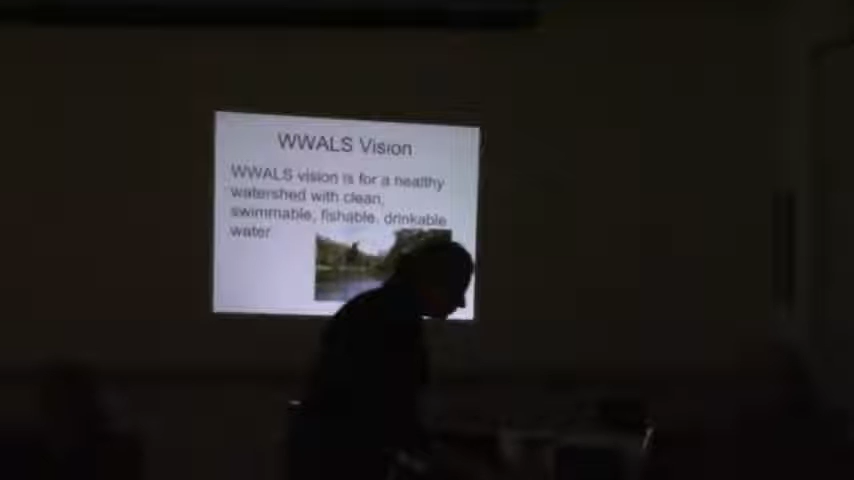 WWALS Vision
WWALS vision is for a healthy
watershed with clean,
swimmable, fishable, drinkable
water